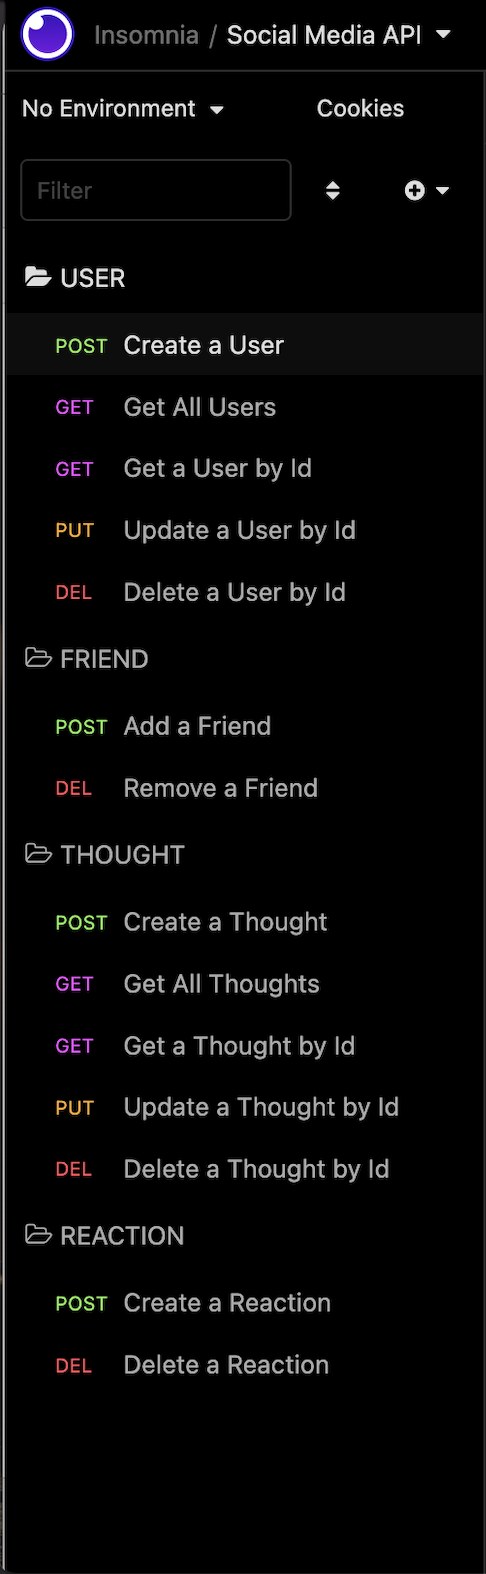 Insomnia / Social Media API
No Environment Cookies
Filter
USER
POST Create a User
GET Get All Users
GET Get a User by Id
PUT Update a User by Id
DEL Delete a User by Id
FRIEND
POST Add a Friend
DEL Remove a Friend
THOUGHT
POST Create a Thought
GET Get All Thoughts
GET Get a Thought by Id
PUT Update a Thought by Id
DEL Delete a Thought by Id
REACTION
POST Create a Reaction
DEL Delete a Reaction